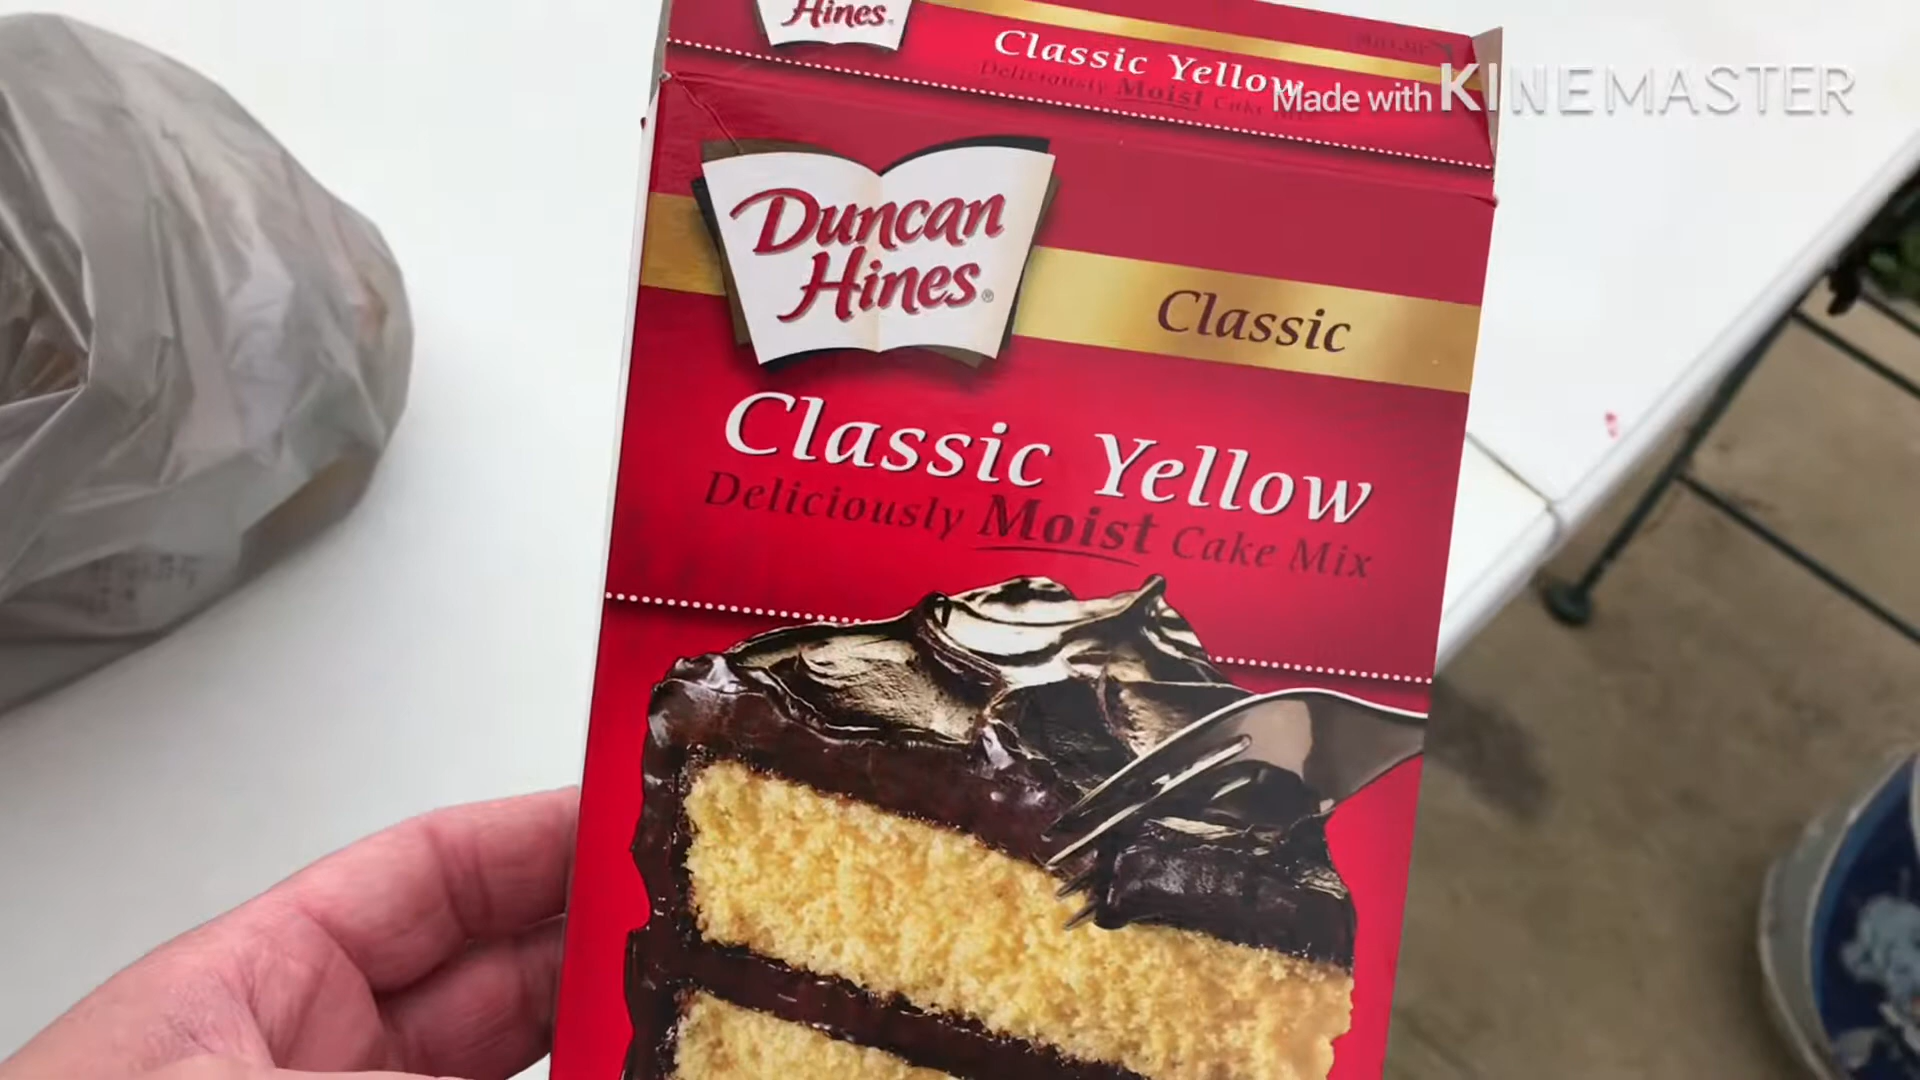 Hines
Classic Yellow
Deliciously Moist Cake Mix
Made with KINEMASTER
Duncan
Hines®
Classic
Classic Yellow
Deliciously Moist Cake Mix